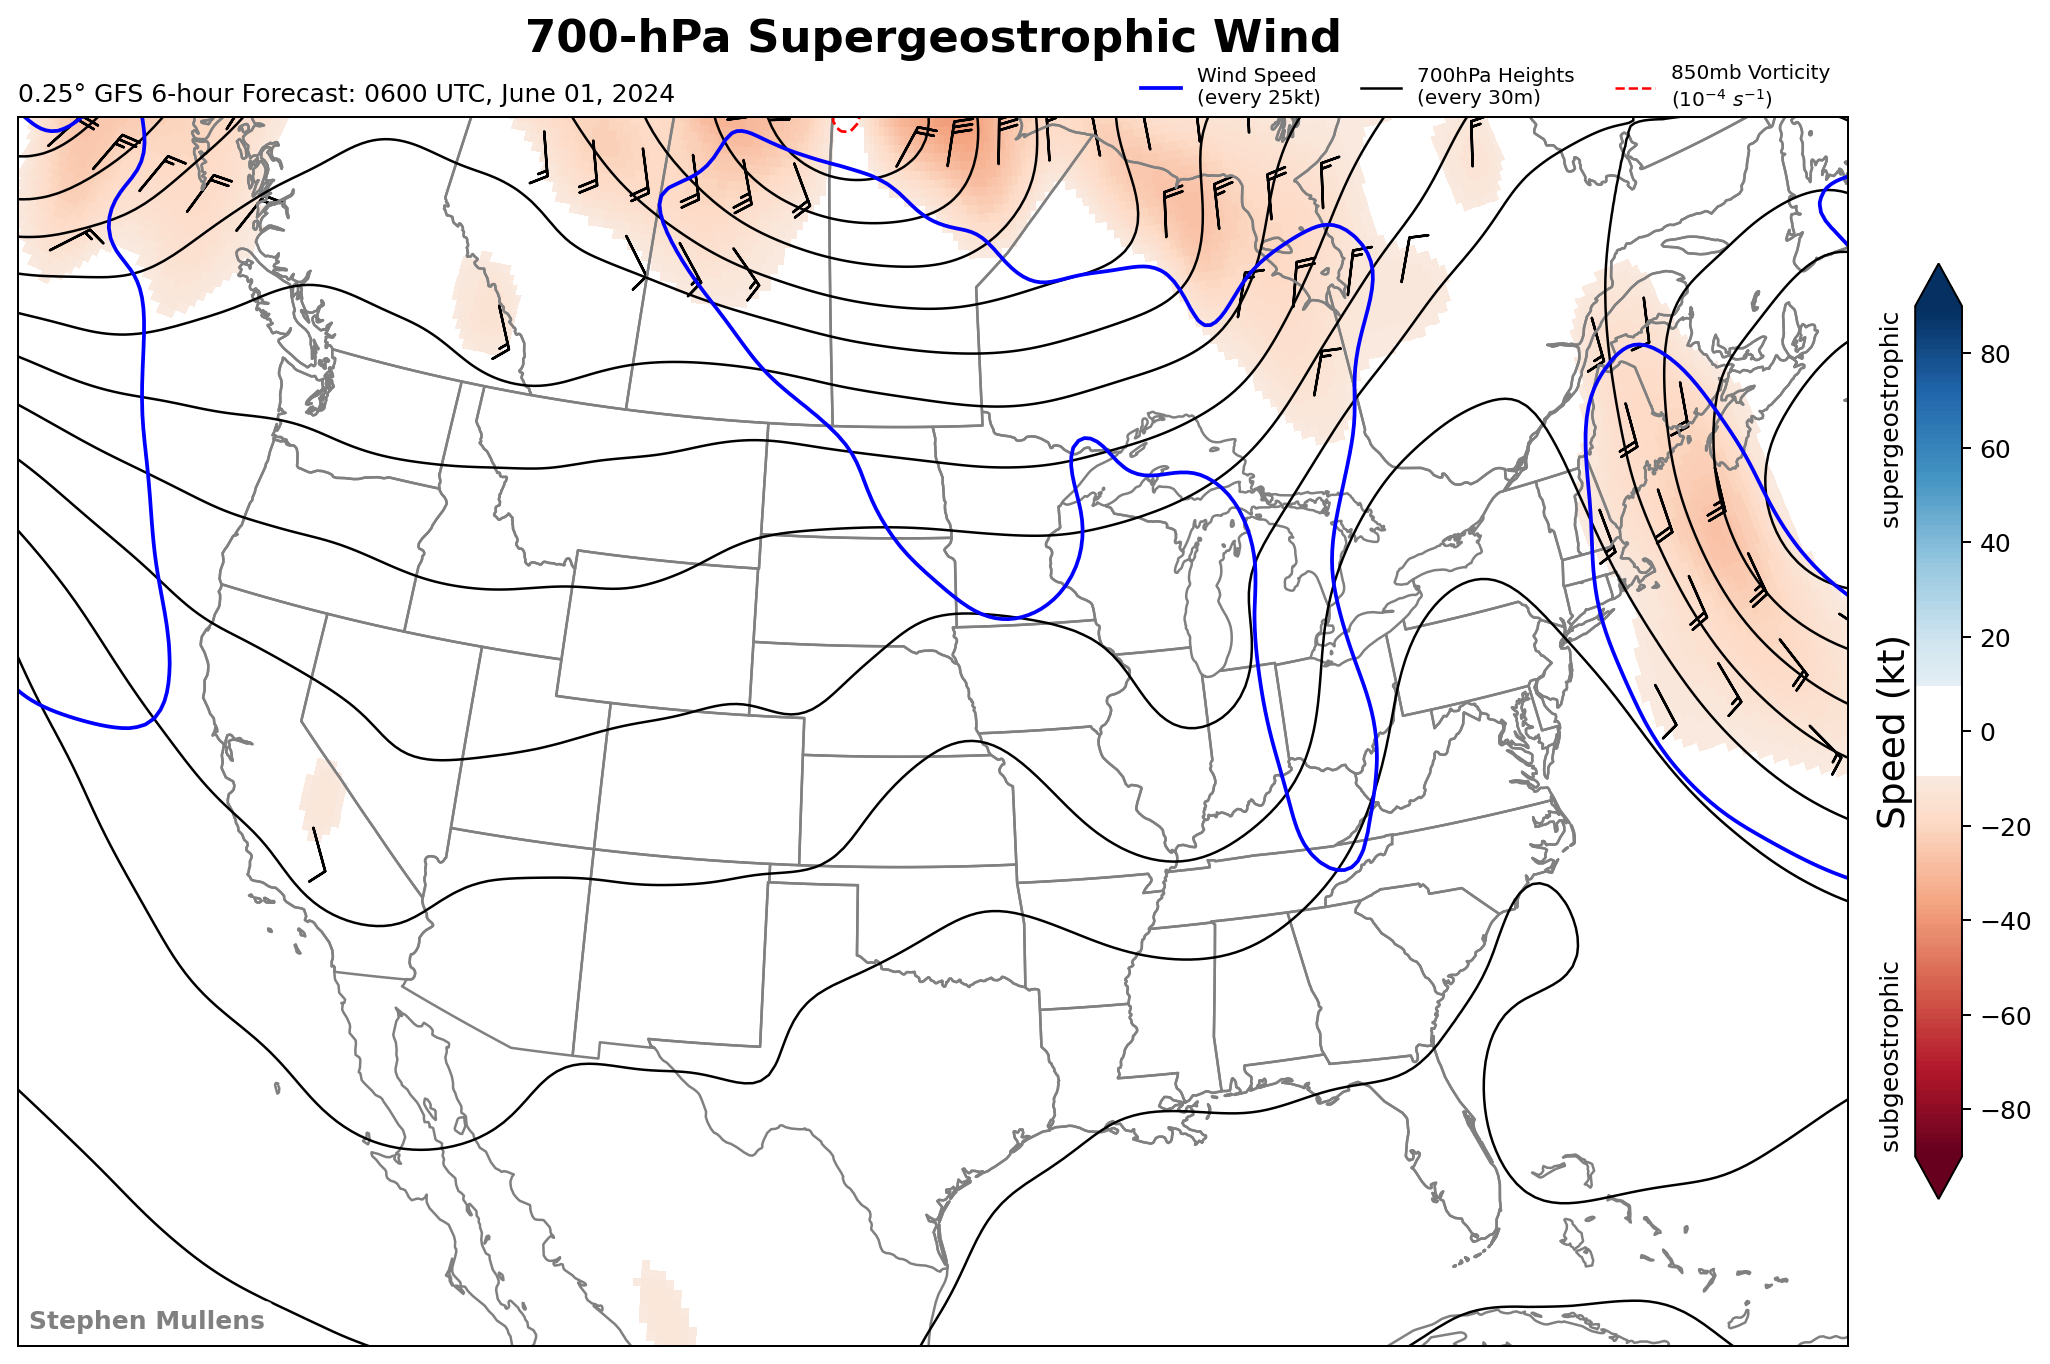 700-hPa Supergeostrophic Wind
0.25° GFS 6-hour Forecast: 0600 UTC, June 01, 2024
Wind Speed
(every 25kt)
700hPa Heights
(every 30m)
850mb Vorticity
(10⁻⁴ s⁻¹)
supergeostrophic
Speed (kt)
subgeostrophic
80
60
40
20
0
−20
−40
−60
−80
Stephen Mullens